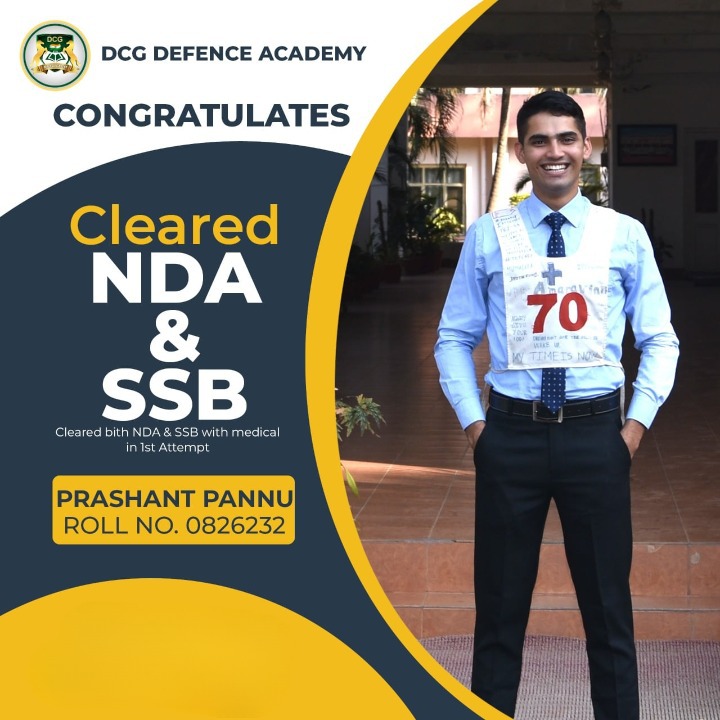 DCG
DCG DEFENCE ACADEMY
CONGRATULATES
Cleared
NDA
&
SSB
Cleared bith NDA & SSB with medical
in 1st Attempt
PRASHANT PANNU
ROLL NO. 0826232
70
MY TIME IS NOW